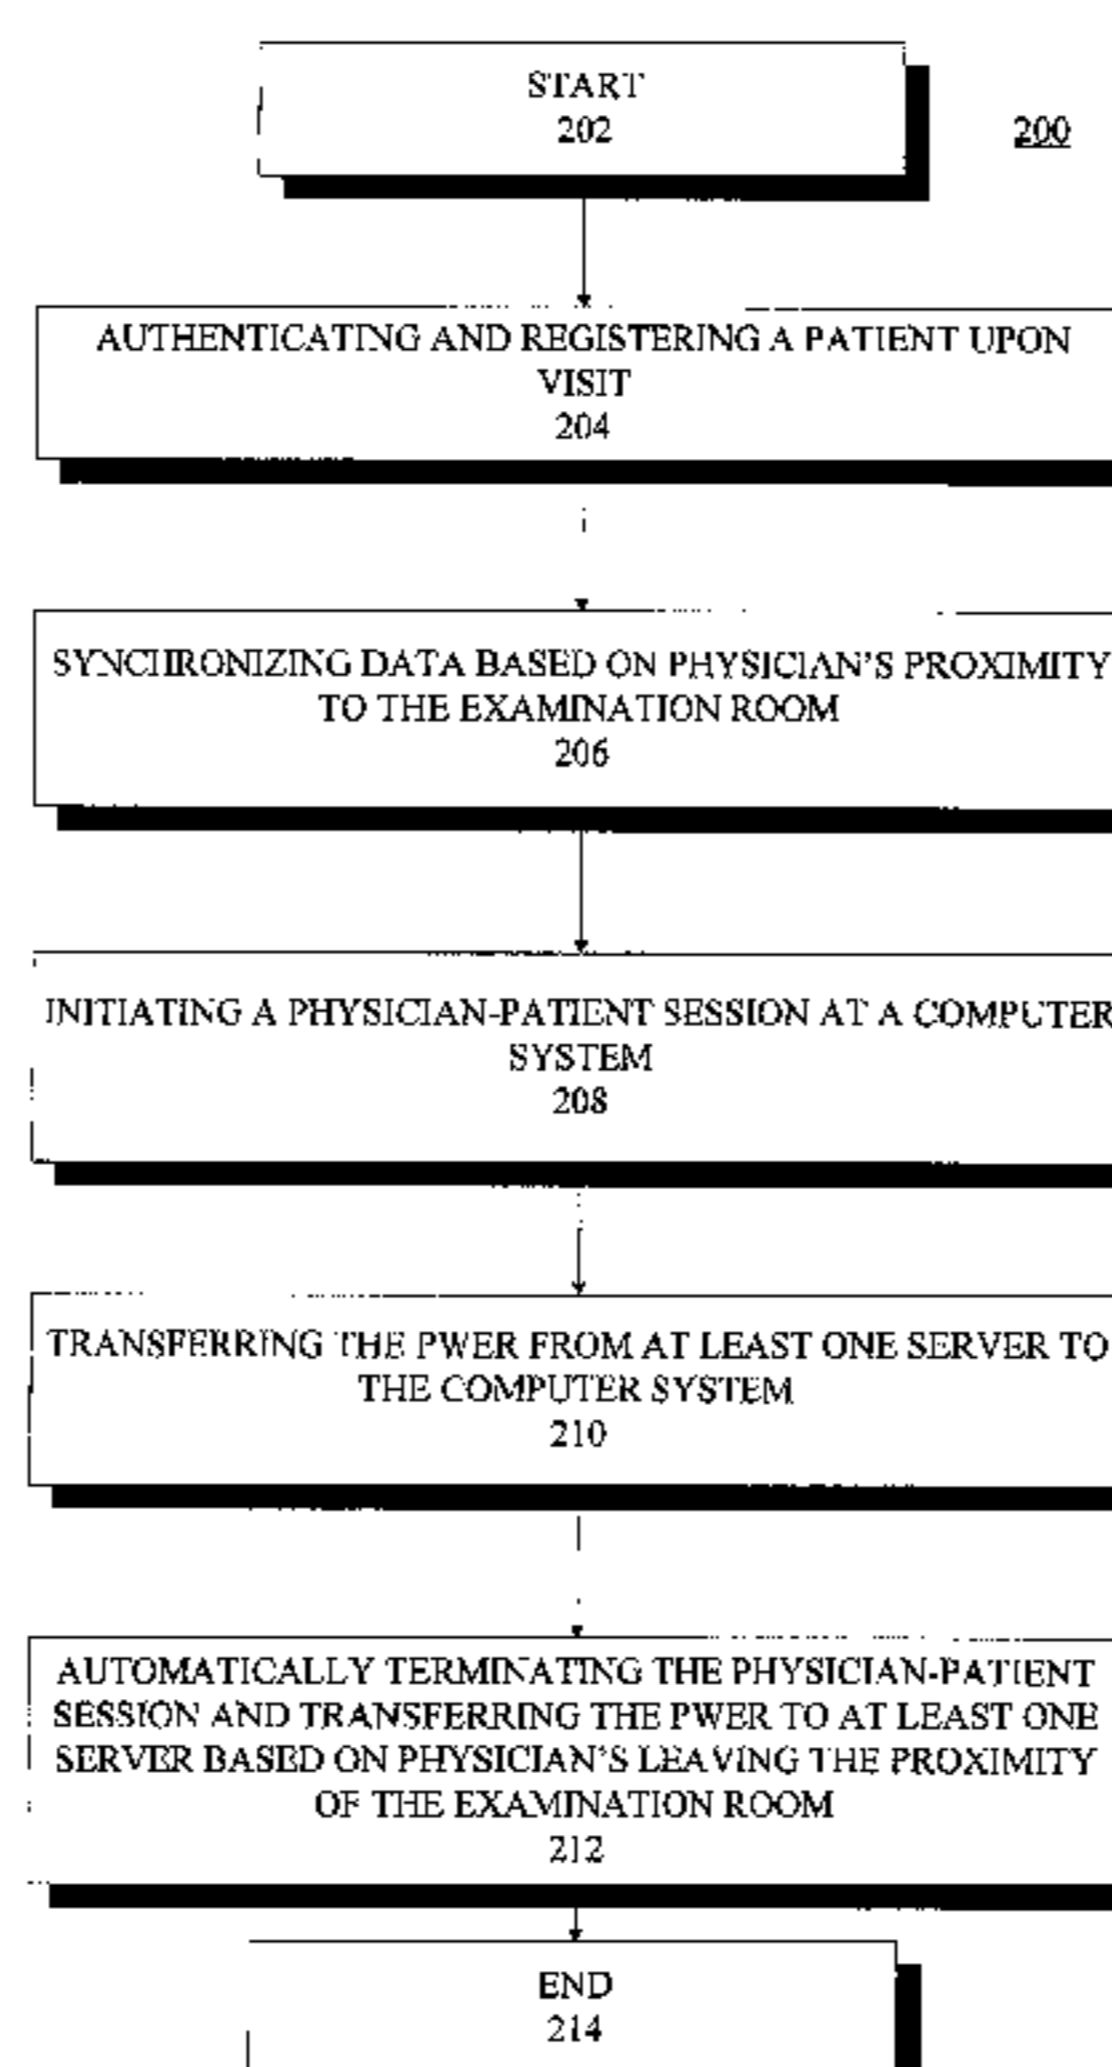 START
202
200
AUTHENTICATING AND REGISTERING A PATIENT UPON
VISIT
204
SYNCHRONIZING DATA BASED ON PHYSICIAN'S PROXIMITY
TO THE EXAMINATION ROOM
206
INITIATING A PHYSICIAN-PATIENT SESSION AT A COMPUTER
SYSTEM
208
TRANSFERRING THE PWER FROM AT LEAST ONE SERVER TO
THE COMPUTER SYSTEM
210
AUTOMATICALLY TERMINATING THE PHYSICIAN-PATIENT
SESSION AND TRANSFERRING THE PWER TO AT LEAST ONE
SERVER BASED ON PHYSICIAN'S LEAVING THE PROXIMITY
OF THE EXAMINATION ROOM
212
END
214